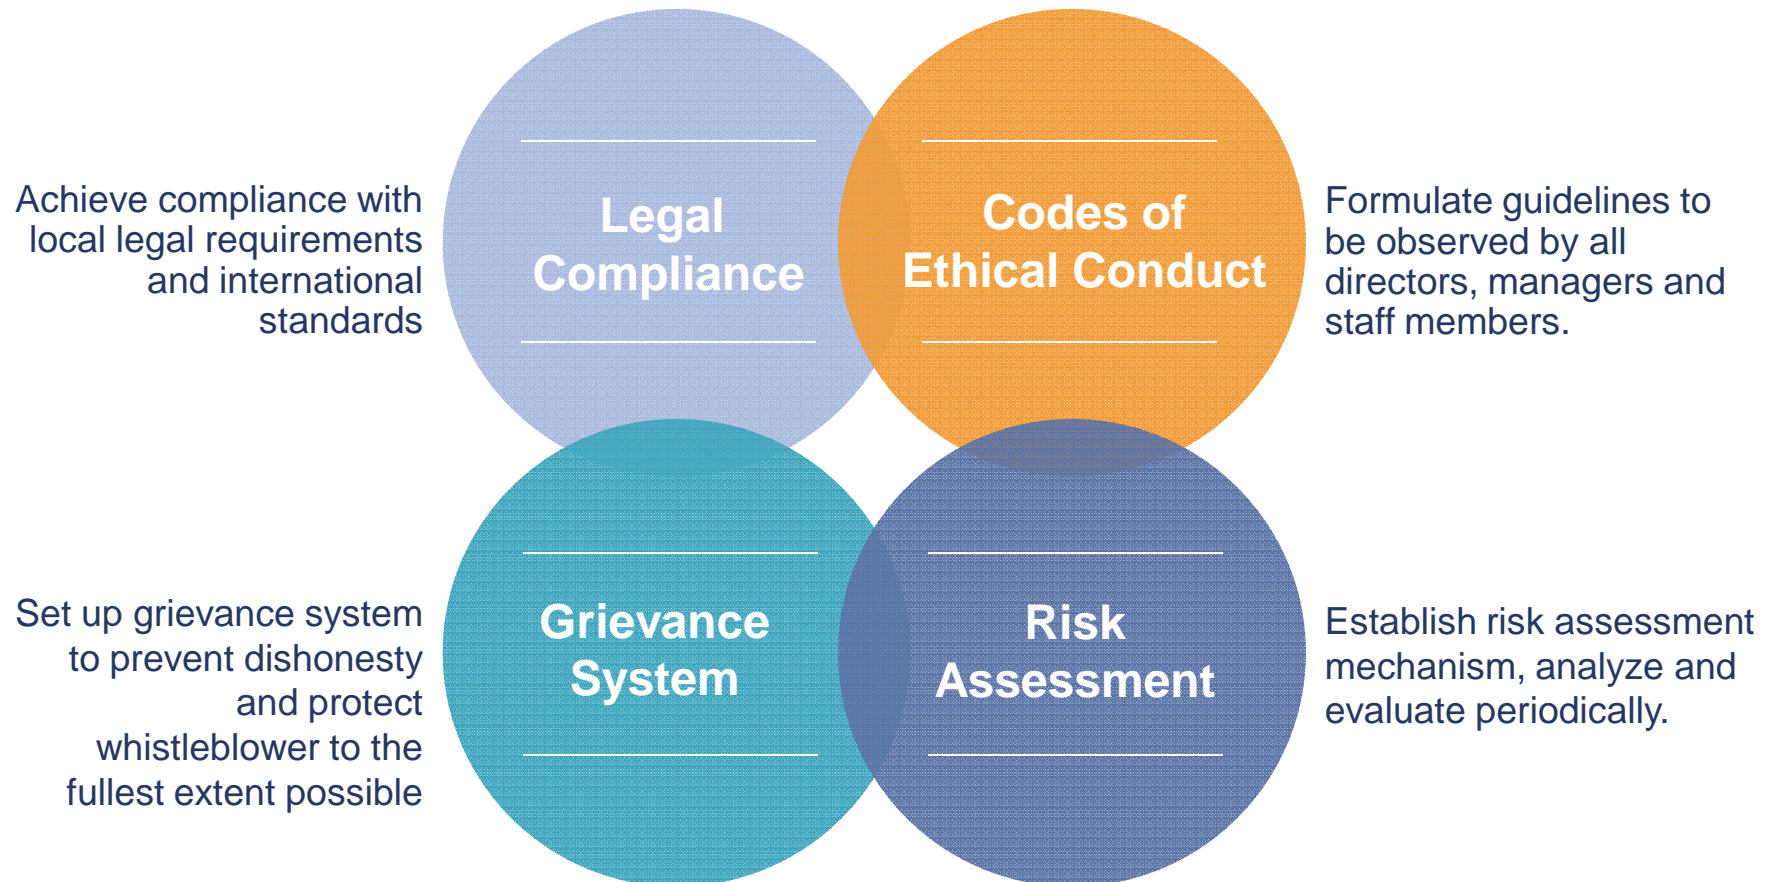 Achieve compliance with
local legal requirements
and international
standards
Legal
Compliance
Codes of
Ethical Conduct
Formulate guidelines to
be observed by all
directors, managers and
staff members.
Set up grievance system
to prevent dishonesty
and protect
whistleblower to the
fullest extent possible
Grievance
System
Risk
Assessment
Establish risk assessment
mechanism, analyze and
evaluate periodically.